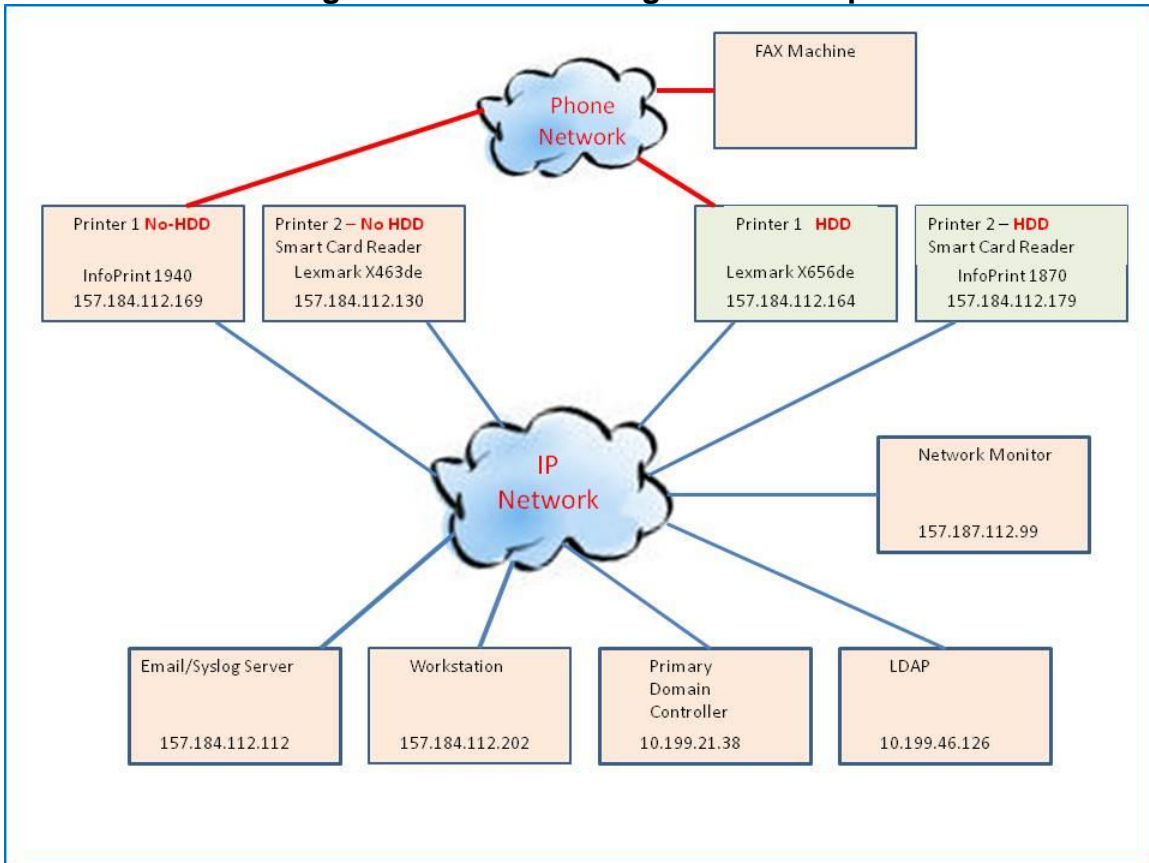 FAX Machine
Phone
Network
Printer 1 No-HDD
InfoPrint 1940
157.184.112.169
Printer 2 – No HDD
Smart Card Reader
Lexmark X463de
157.184.112.130
Printer 1 HDD
Lexmark X656de
157.184.112.164
Printer 2 – HDD
Smart Card Reader
InfoPrint 1870
157.184.112.179
IP
Network
Network Monitor
157.187.112.99
Email/Syslog Server
157.184.112.112
Workstation
157.184.112.202
Primary
Domain
Controller
10.199.21.38
LDAP
10.199.46.126